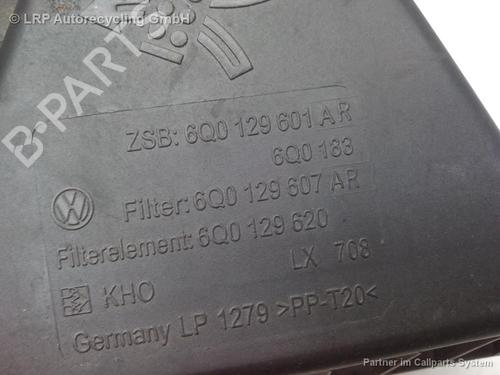 © LRP Autorecycling GmbH
B-PARTS
ZSB: 6Q0 129 601 AR
6Q0 183
Filter: 6Q0 129 607 AR
Filterelement: 6Q0 129 620
LX 708
KHO
Germany LP 1279 >PP-T20<
Partner im Callparts System